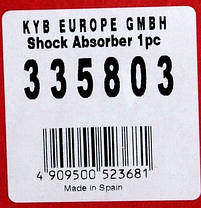 KYB EUROPE GMBH
Shock Absorber 1pc
335803
4 909500 523681
Made in Spain